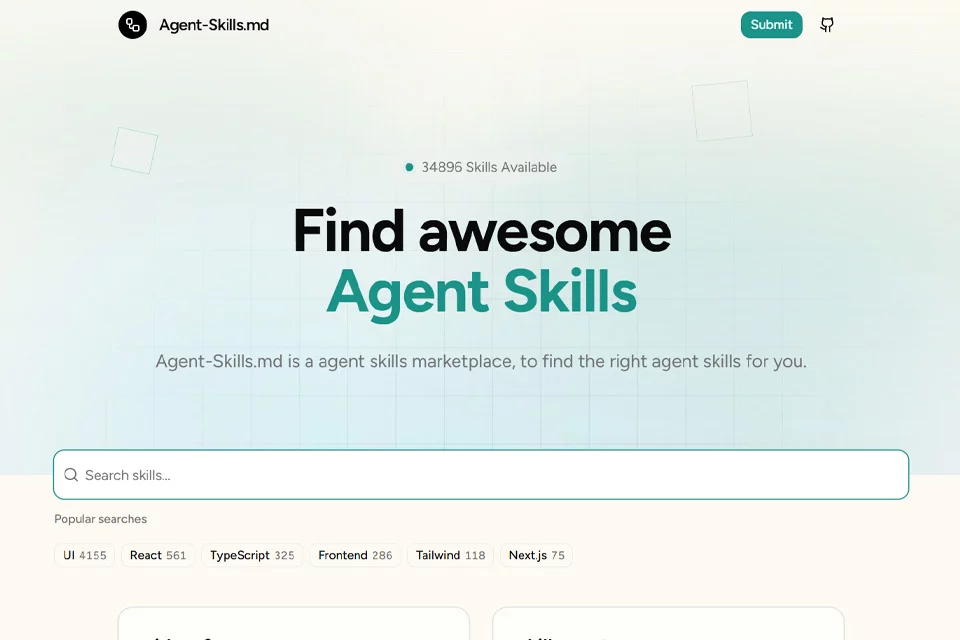 Agent-Skills.md
Submit
34896 Skills Available
Find awesome
Agent Skills
Agent-Skills.md is a agent skills marketplace, to find the right agent skills for you.
Search skills...
Popular searches
UI 4155 React 561 TypeScript 325 Frontend 286 Tailwind 118 Next.js 75